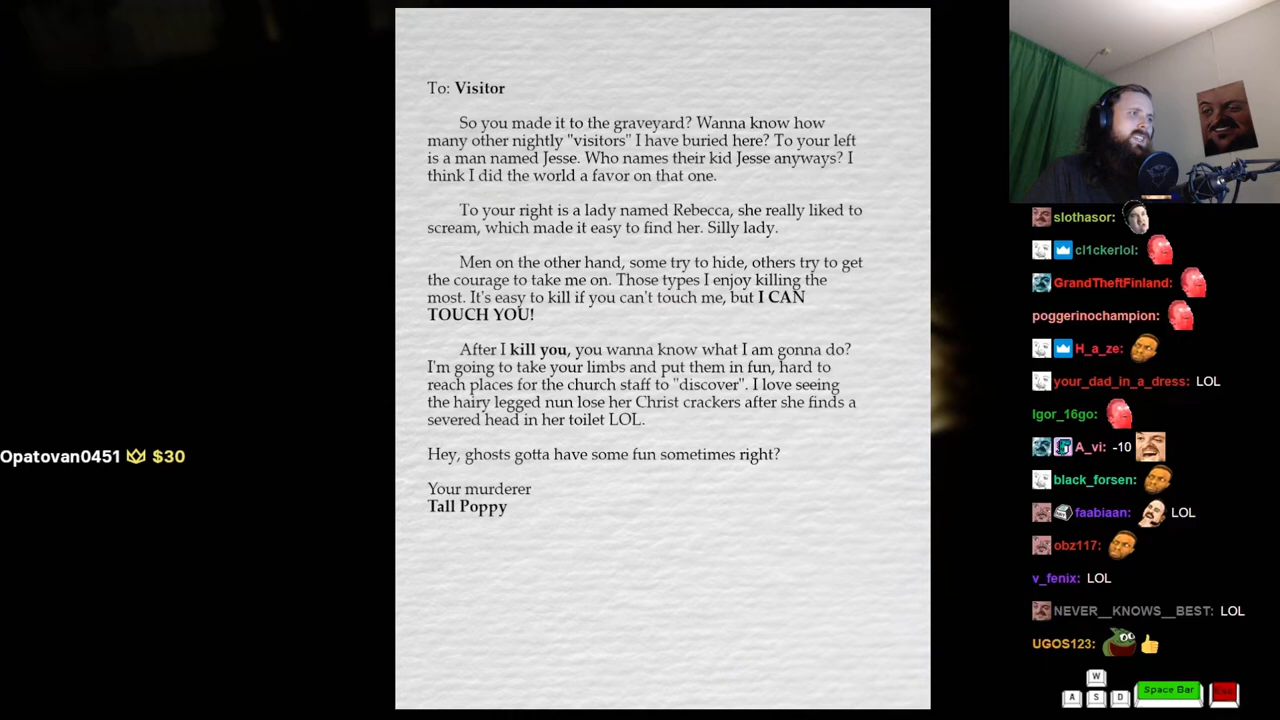 To: Visitor
So you made it to the graveyard? Wanna know how
many other nightly "visitors" I have buried here? To your left
is a man named Jesse. Who names their kid Jesse anyways? I
think I did the world a favor on that one.
To your right is a lady named Rebecca, she really liked to
scream, which made it easy to find her. Silly lady.
Men on the other hand, some try to hide, others try to get
the courage to take me on. Those types I enjoy killing the
most. It's easy to kill if you can't touch me, but I CAN
TOUCH YOU!
After I kill you, you wanna know what I am gonna do?
I'm going to take your limbs and put them in fun, hard to
reach places for the church staff to "discover". I love seeing
the hairy legged nun lose her Christ crackers after she finds a
severed head in her toilet LOL.
Hey, ghosts gotta have some fun sometimes right?
Your murderer
Tall Poppy
Opatovan0451 $30
slothasor:
cl1ckerlol:
GrandTheftFinland:
poggerinochampion:
H_a_ze:
your_dad_in_a_dress: LOL
Igor_16go:
A_vi: -10
black_forsen:
faabiaan: LOL
obz117:
v_fenix: LOL
NEVER__KNOWS__BEST: LOL
UGOS123:
W
A S D Space Bar